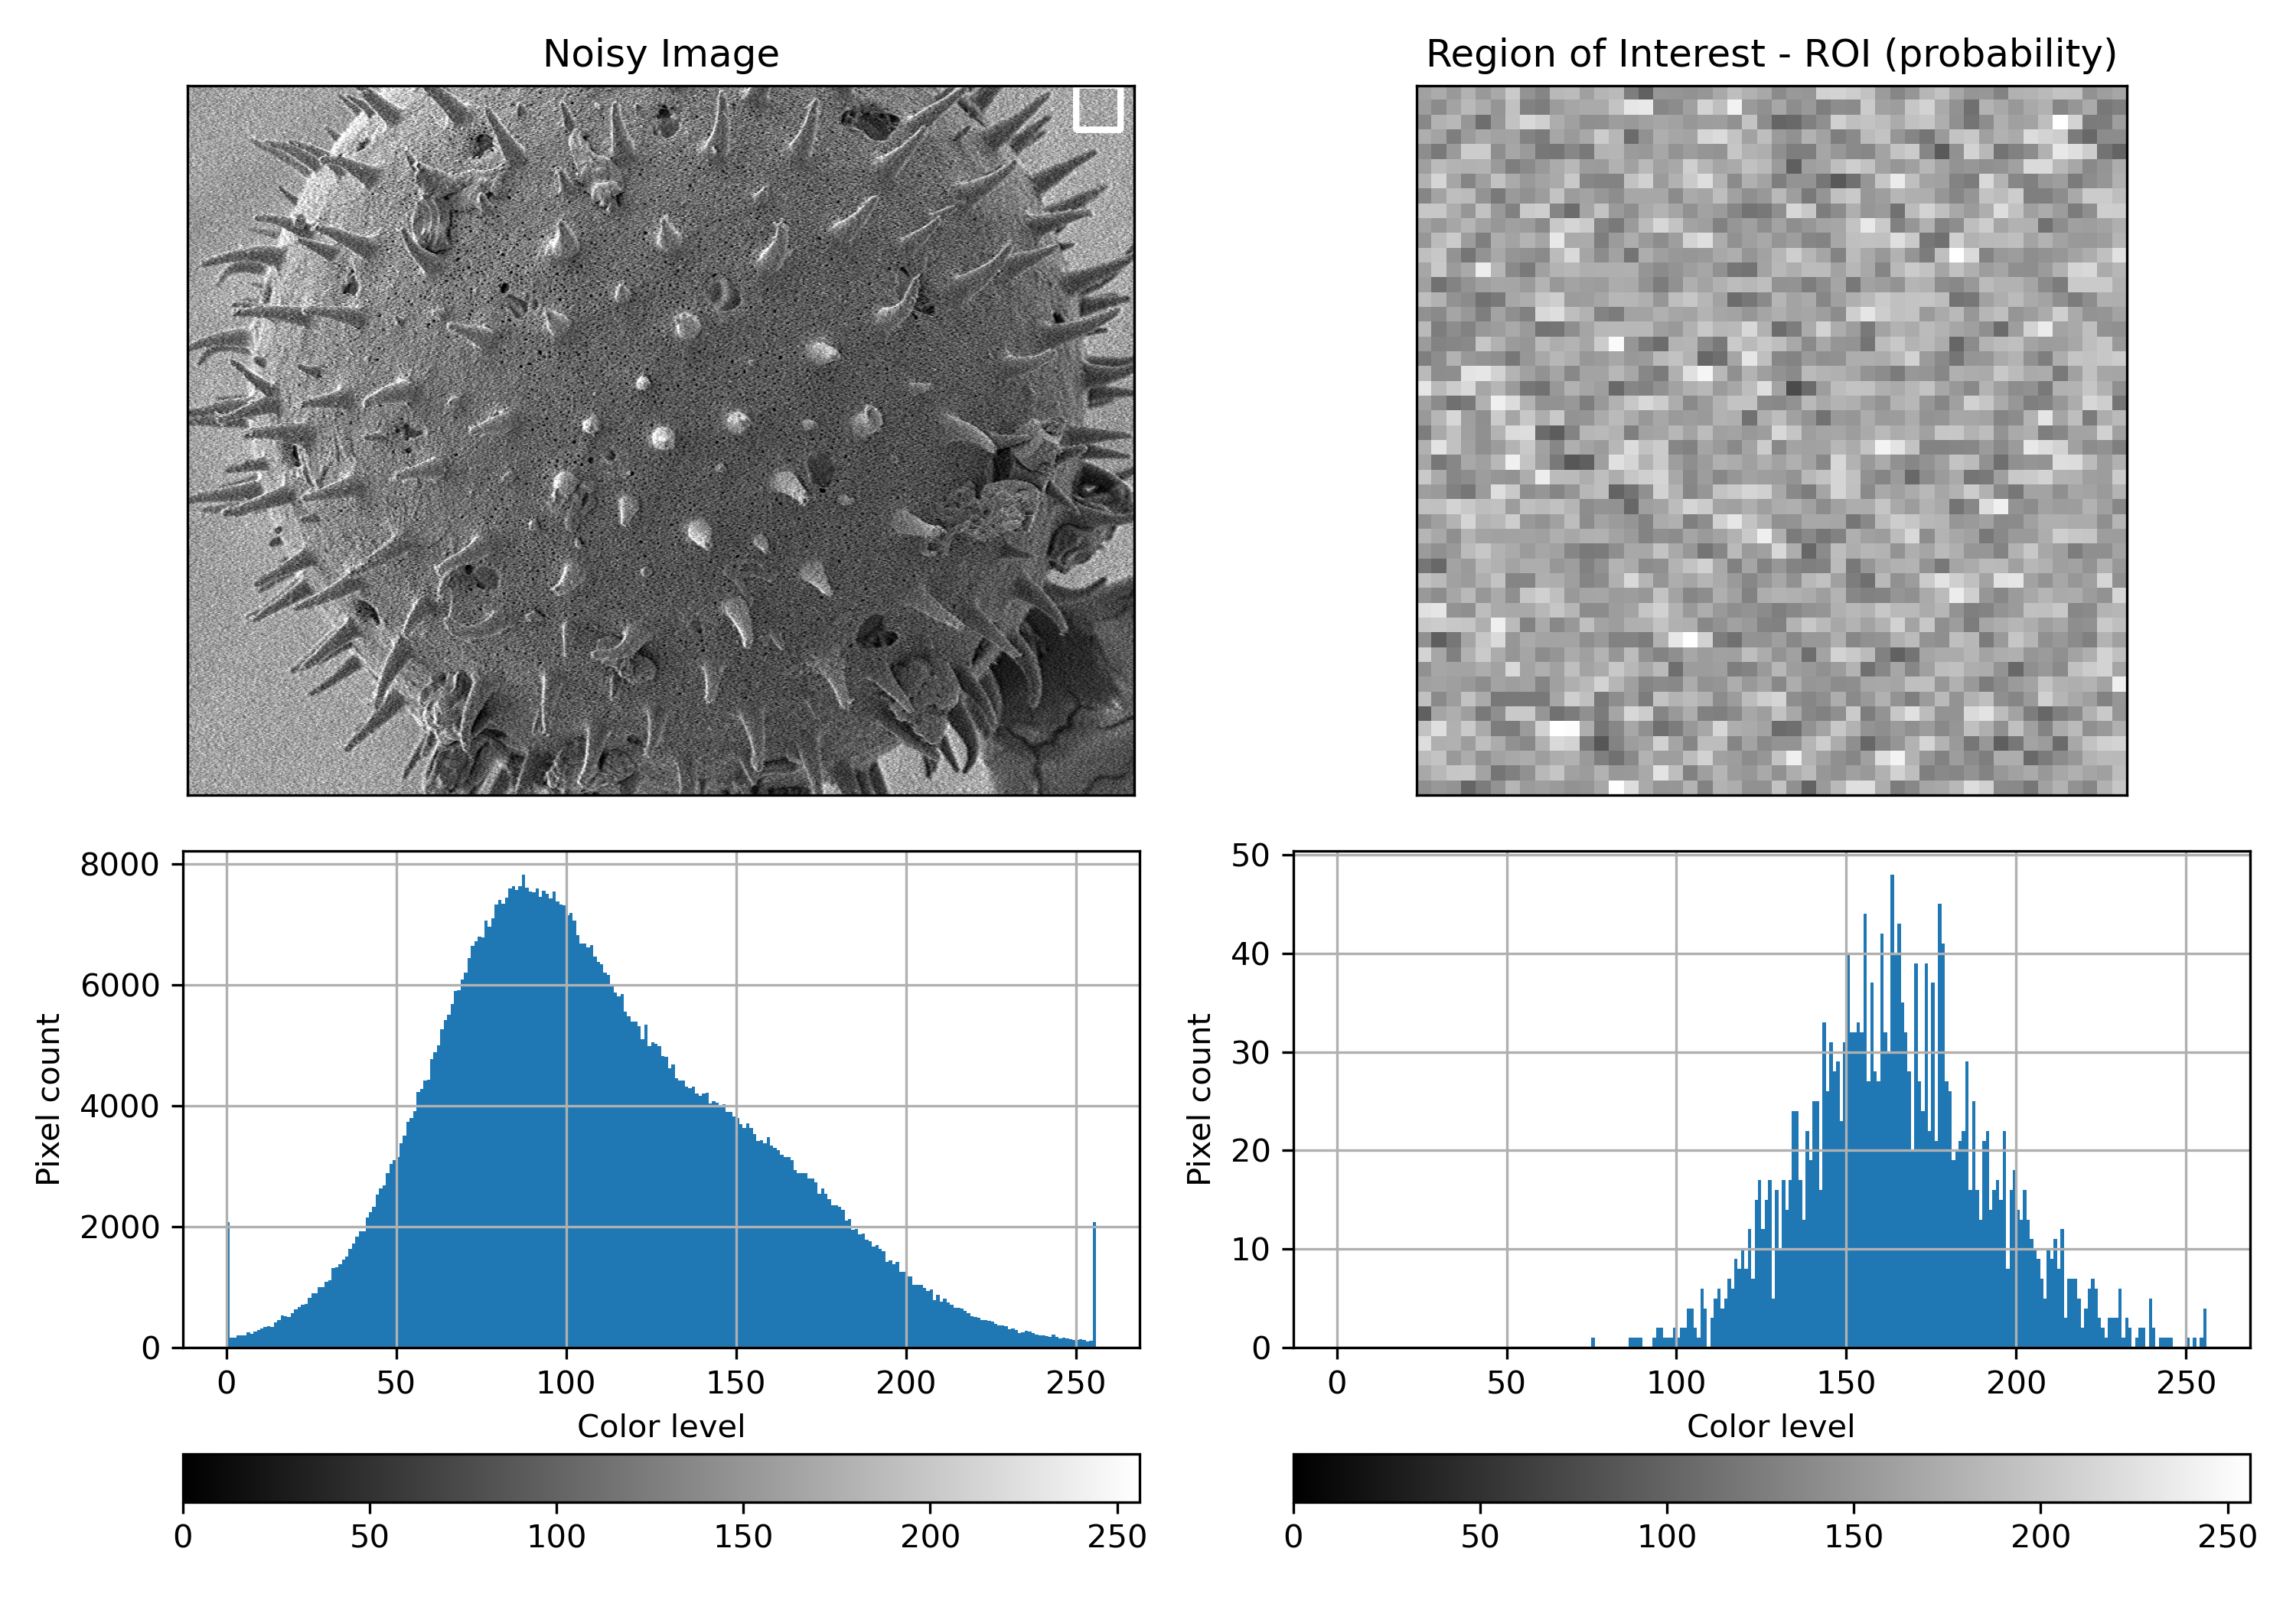 Noisy Image
Region of Interest - ROI (probability)
8000
6000
4000
2000
0
Pixel count
0 50 100 150 200 250
Color level
0 50 100 150 200 250
50
40
30
20
10
0
Pixel count
0 50 100 150 200 250
Color level
0 50 100 150 200 250